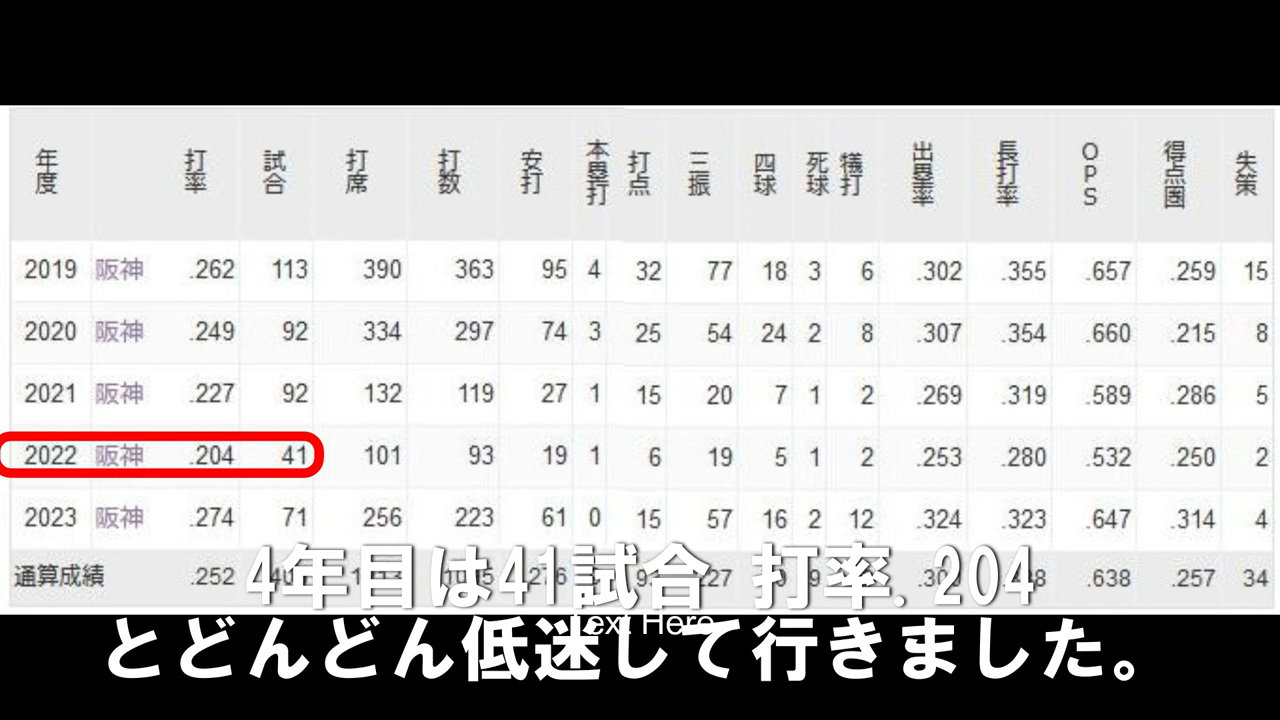 年度 打率 試合 打席 打数 安打 本塁打 打点 三振 四球 死球 犠打 出塁率 長打率 OPS 得点圏 失策
2019 阪神 .262 113 390 363 95 4 32 77 18 3 6 .302 .355 .657 .259 15
2020 阪神 .249 92 334 297 74 3 25 54 24 2 8 .307 .354 .660 .215 8
2021 阪神 .227 92 132 119 27 1 15 20 7 1 2 .269 .319 .589 .286 5
2022 阪神 .204 41 101 93 19 1 6 19 5 1 2 .253 .280 .532 .250 2
2023 阪神 .274 71 256 223 61 0 15 57 16 2 12 .324 .323 .647 .314 4
通算成績 .252 .638 .257 34
4年目は41試合 打率.204
Text Here
とどんどん低迷して行きました。